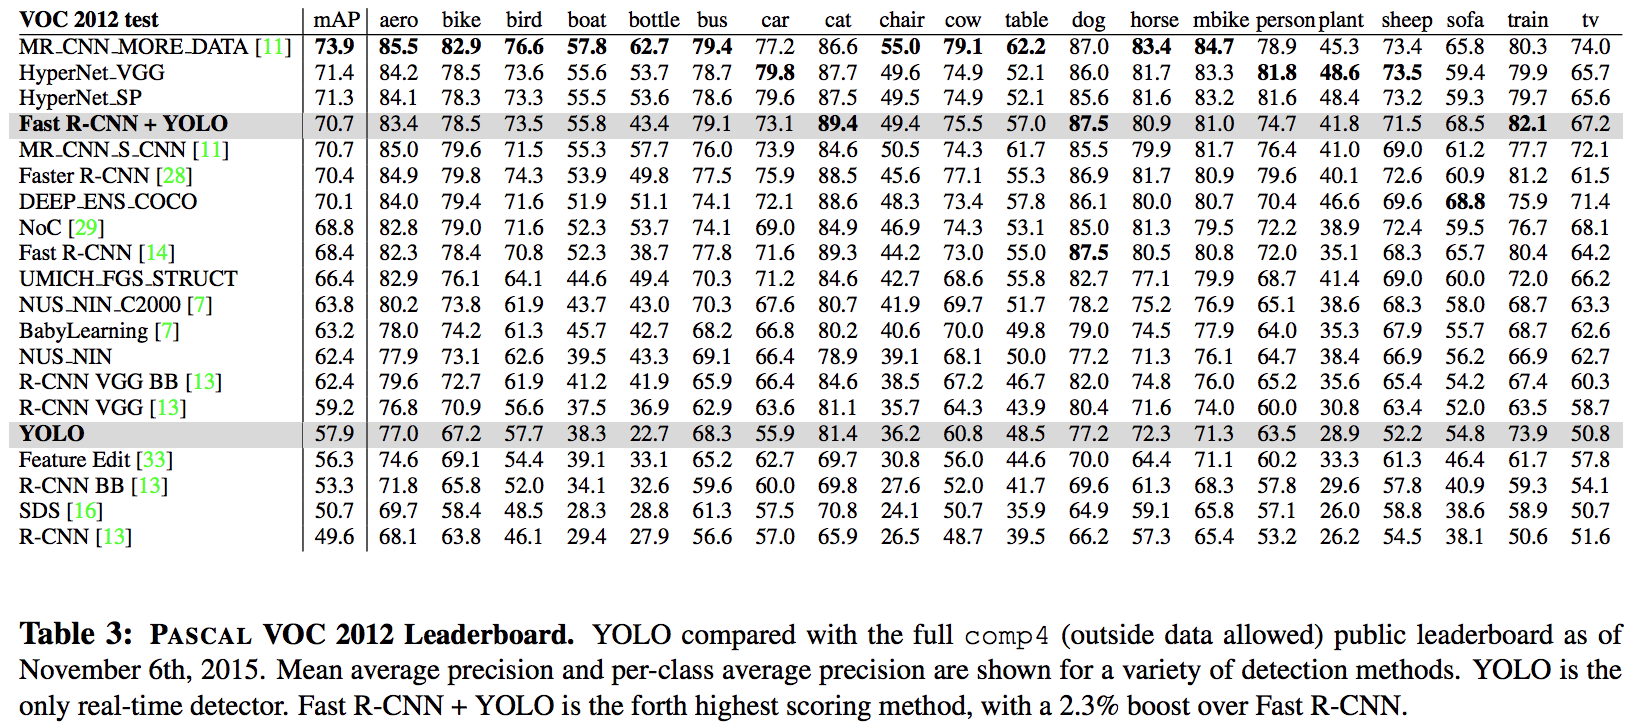 VOC 2012 test mAP aero bike bird boat bottle bus car cat chair cow table dog horse mbike person plant sheep sofa train tv
MR_CNN_MORE_DATA [11] 73.9 85.5 82.9 76.6 57.8 62.7 79.4 77.2 86.6 55.0 79.1 62.2 87.0 83.4 84.7 78.9 45.3 73.4 65.8 80.3 74.0
HyperNet_VGG 71.4 84.2 78.5 73.6 55.6 53.7 78.7 79.8 87.7 49.6 74.9 52.1 86.0 81.7 83.3 81.8 48.6 73.5 59.4 79.9 65.7
HyperNet_SP 71.3 84.1 78.3 73.3 55.5 53.6 78.6 79.6 87.5 49.5 74.9 52.1 85.6 81.6 83.2 81.6 48.4 73.2 59.3 79.7 65.6
Fast R-CNN + YOLO 70.7 83.4 78.5 73.5 55.8 43.4 79.1 73.1 89.4 49.4 75.5 57.0 87.5 80.9 81.0 74.7 41.8 71.5 68.5 82.1 67.2
MR_CNN_S_CNN [11] 70.7 85.0 79.6 71.5 55.3 57.7 76.0 73.9 84.6 50.5 74.3 61.7 85.5 79.9 81.7 76.4 41.0 69.0 61.2 77.7 72.1
Faster R-CNN [28] 70.4 84.9 79.8 74.3 53.9 49.8 77.5 75.9 88.5 45.6 77.1 55.3 86.9 81.7 80.9 79.6 40.1 72.6 60.9 81.2 61.5
DEEP_ENS_COCO 70.1 84.0 79.4 71.6 51.9 51.1 74.1 72.1 88.6 48.3 73.4 57.8 86.1 80.0 80.7 70.4 46.6 69.6 68.8 75.9 71.4
NoC [29] 68.8 82.8 79.0 71.6 52.3 53.7 74.1 69.0 84.9 46.9 74.3 53.1 85.0 81.3 79.5 72.2 38.9 72.4 59.5 76.7 68.1
Fast R-CNN [14] 68.4 82.3 78.4 70.8 52.3 38.7 77.8 71.6 89.3 44.2 73.0 55.0 87.5 80.5 80.8 72.0 35.1 68.3 65.7 80.4 64.2
UMICH_FGS_STRUCT 66.4 82.9 76.1 64.1 44.6 49.4 70.3 71.2 84.6 42.7 68.6 55.8 82.7 77.1 79.9 68.7 41.4 69.0 60.0 72.0 66.2
NUS_NIN_C2000 [7] 63.8 80.2 73.8 61.9 43.7 43.0 70.3 67.6 80.7 41.9 69.7 51.7 78.2 75.2 76.9 65.1 38.6 68.3 58.0 68.7 63.3
BabyLearning [7] 63.2 78.0 74.2 61.3 45.7 42.7 68.2 66.8 80.2 40.6 70.0 49.8 79.0 74.5 77.9 64.0 35.3 67.9 55.7 68.7 62.6
NUS_NIN 62.4 77.9 73.1 62.6 39.5 43.3 69.1 66.4 78.9 39.1 68.1 50.0 77.2 71.3 76.1 64.7 38.4 66.9 56.2 66.9 62.7
R-CNN VGG BB [13] 62.4 79.6 72.7 61.9 41.2 41.9 65.9 66.4 84.6 38.5 67.2 46.7 82.0 74.8 76.0 65.2 35.6 65.4 54.2 67.4 60.3
R-CNN VGG [13] 59.2 76.8 70.9 56.6 37.5 36.9 62.9 63.6 81.1 35.7 64.3 43.9 80.4 71.6 74.0 60.0 30.8 63.4 52.0 63.5 58.7
YOLO 57.9 77.0 67.2 57.7 38.3 22.7 68.3 55.9 81.4 36.2 60.8 48.5 77.2 72.3 71.3 63.5 28.9 52.2 54.8 73.9 50.8
Feature Edit [33] 56.3 74.6 69.1 54.4 39.1 33.1 65.2 62.7 69.7 30.8 56.0 44.6 70.0 64.4 71.1 60.2 33.3 61.3 46.4 61.7 57.8
R-CNN BB [13] 53.3 71.8 65.8 52.0 34.1 32.6 59.6 60.0 69.8 27.6 52.0 41.7 69.6 61.3 68.3 57.8 29.6 57.8 40.9 59.3 54.1
SDS [16] 50.7 69.7 58.4 48.5 28.3 28.8 61.3 57.5 70.8 24.1 50.7 35.9 64.9 59.1 65.8 57.1 26.0 58.8 38.6 58.9 50.7
R-CNN [13] 49.6 68.1 63.8 46.1 29.4 27.9 56.6 57.0 65.9 26.5 48.7 39.5 66.2 57.3 65.4 53.2 26.2 54.5 38.1 50.6 51.6
Table 3: PASCAL VOC 2012 Leaderboard. YOLO compared with the full comp4 (outside data allowed) public leaderboard as of
November 6th, 2015. Mean average precision and per-class average precision are shown for a variety of detection methods. YOLO is the
only real-time detector. Fast R-CNN + YOLO is the forth highest scoring method, with a 2.3% boost over Fast R-CNN.